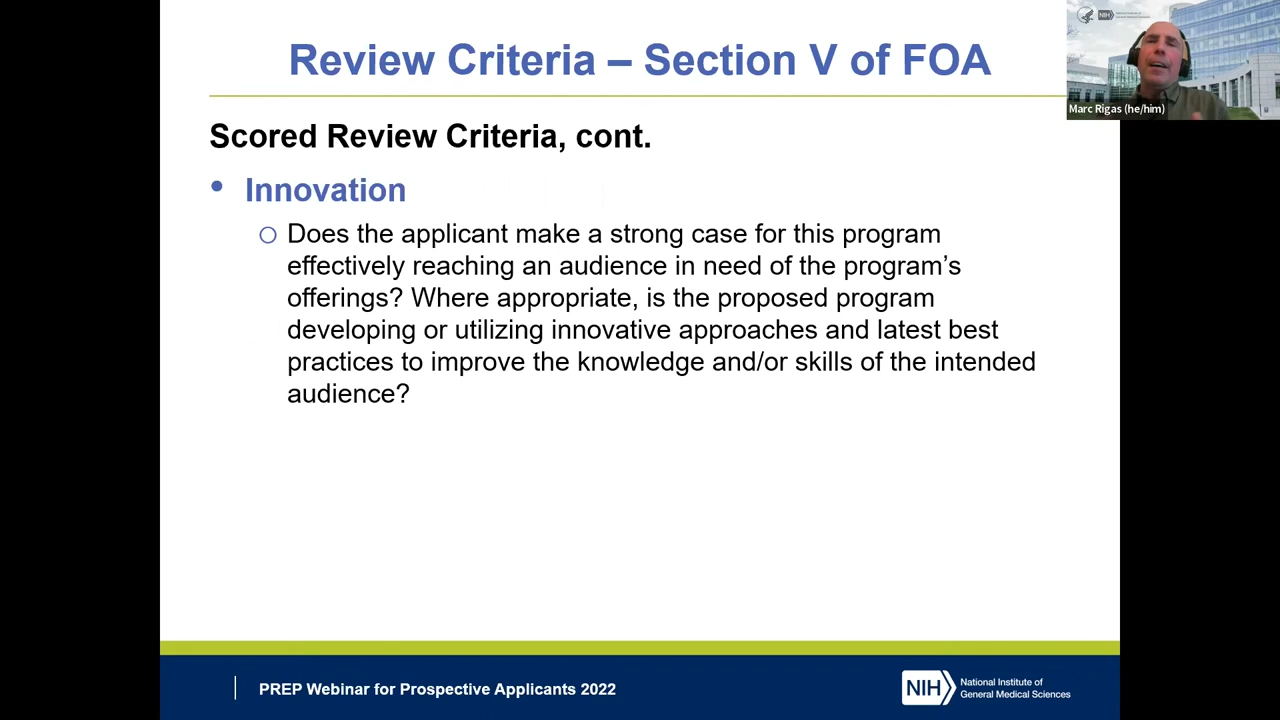 Review Criteria – Section V of FOA
Scored Review Criteria, cont.
• Innovation
Does the applicant make a strong case for this program
effectively reaching an audience in need of the program’s
offerings? Where appropriate, is the proposed program
developing or utilizing innovative approaches and latest best
practices to improve the knowledge and/or skills of the intended
audience?
NIH
Marc Rigas (he/him)
PREP Webinar for Prospective Applicants 2022
NIH
National Institute of
General Medical Sciences